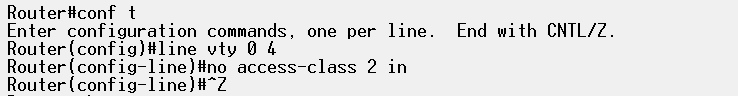 Router#conf t
Enter configuration commands, one per line.  End with CNTL/Z.
Router(config)#line vty 0 4
Router(config-line)#no access-class 2 in
Router(config-line)#^Z